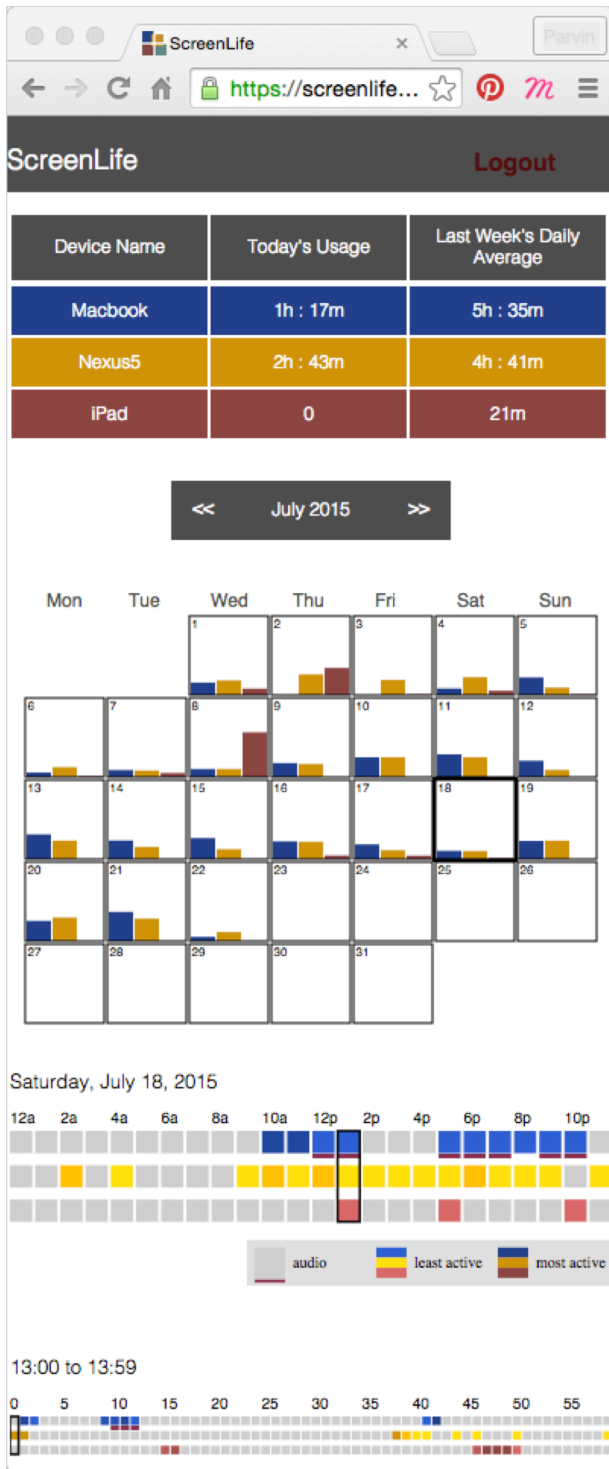 ScreenLife ×
Parvin
https://screenlife...
ScreenLife Logout
Device Name Today's Usage Last Week's Daily Average
Macbook 1h : 17m 5h : 35m
Nexus5 2h : 43m 4h : 41m
iPad 0 21m
<< July 2015 >>
Mon Tue Wed Thu Fri Sat Sun
1 2 3 4 5
6 7 8 9 10 11 12
13 14 15 16 17 18 19
20 21 22 23 24 25 26
27 28 29 30 31
Saturday, July 18, 2015
12a 2a 4a 6a 8a 10a 12p 2p 4p 6p 8p 10p
audio least active most active
13:00 to 13:59
0 5 10 15 20 25 30 35 40 45 50 55